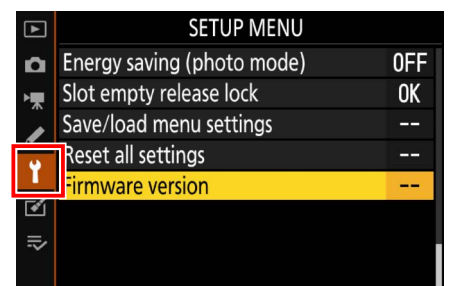 SETUP MENU
Energy saving (photo mode) OFF
Slot empty release lock OK
Save/load menu settings --
Reset all settings --
Firmware version --